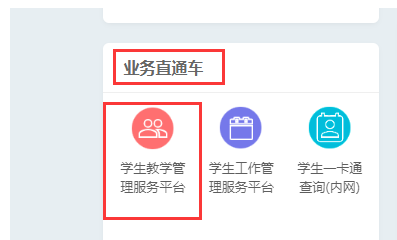 业务直通车
学生教学管
理服务平台
学生工作管
理服务平台
学生一卡通
查询(内网)